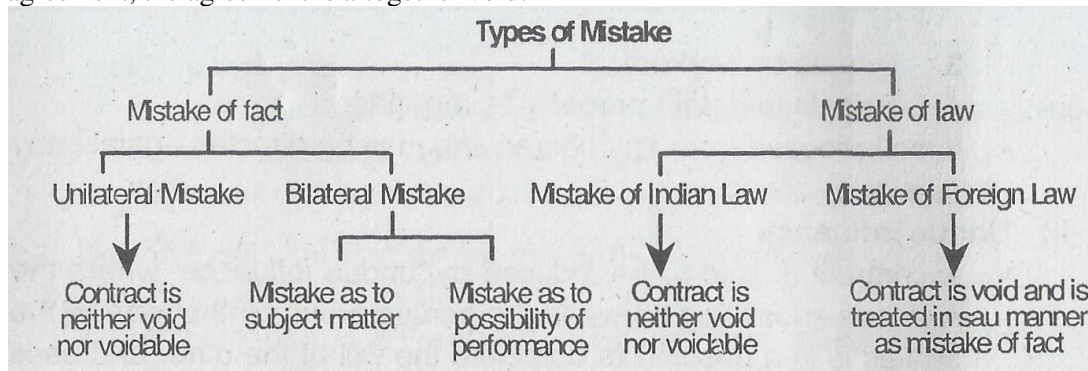 Types of Mistake
Mistake of fact
Mistake of law
Unilateral Mistake
Bilateral Mistake
Mistake of Indian Law
Mistake of Foreign Law
Contract is
neither void
nor voidable
Mistake as to
subject matter
Mistake as to
possibility of
performance
Contract is
neither void
nor voidable
Contract is void and is
treated in sau manner
as mistake of fact